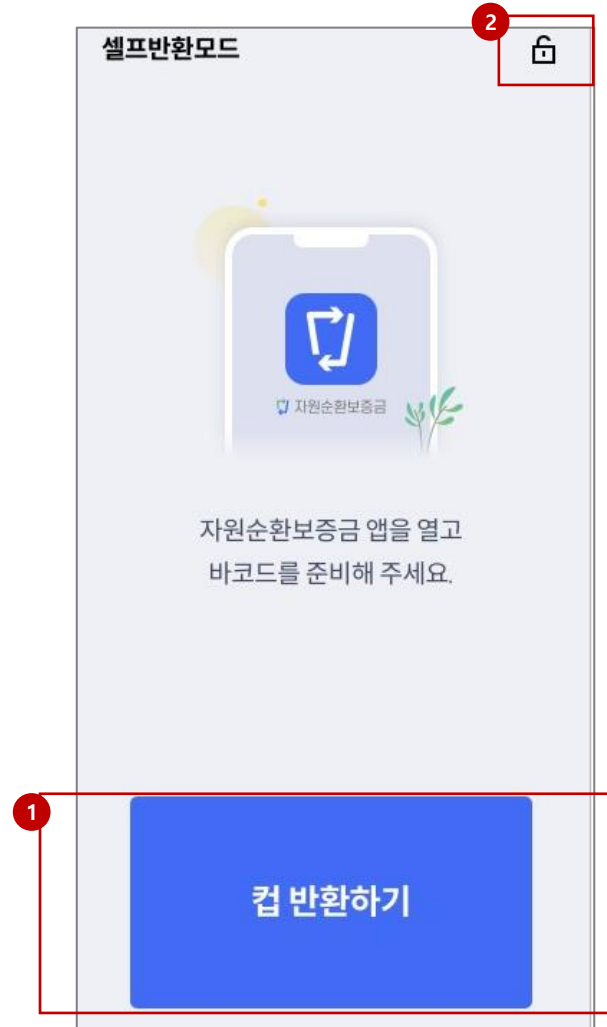 2
셀프반환모드
자원순환보증금
자원순환보증금 앱을 열고
바코드를 준비해 주세요.
1
컵 반환하기